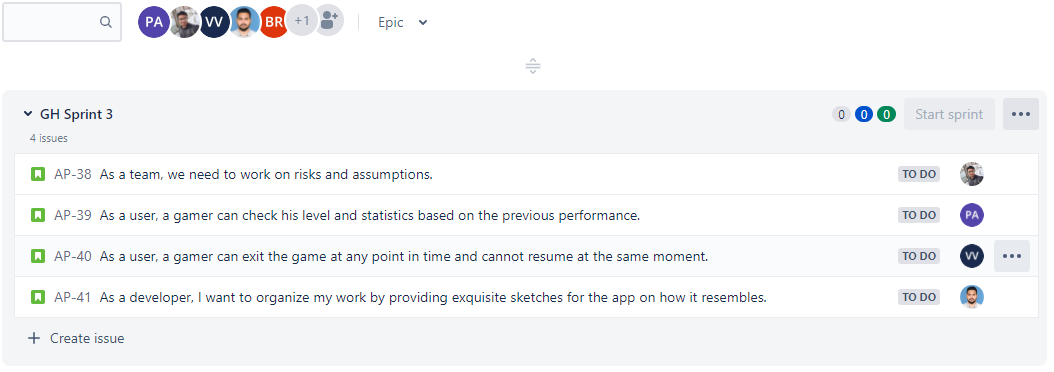 PA VV BR +1 Epic
GH Sprint 3 0 0 0 Start sprint
4 issues
AP-38 As a team, we need to work on risks and assumptions. TO DO
AP-39 As a user, a gamer can check his level and statistics based on the previous performance. TO DO PA
AP-40 As a user, a gamer can exit the game at any point in time and cannot resume at the same moment. TO DO VV
AP-41 As a developer, I want to organize my work by providing exquisite sketches for the app on how it resembles. TO DO
Create issue